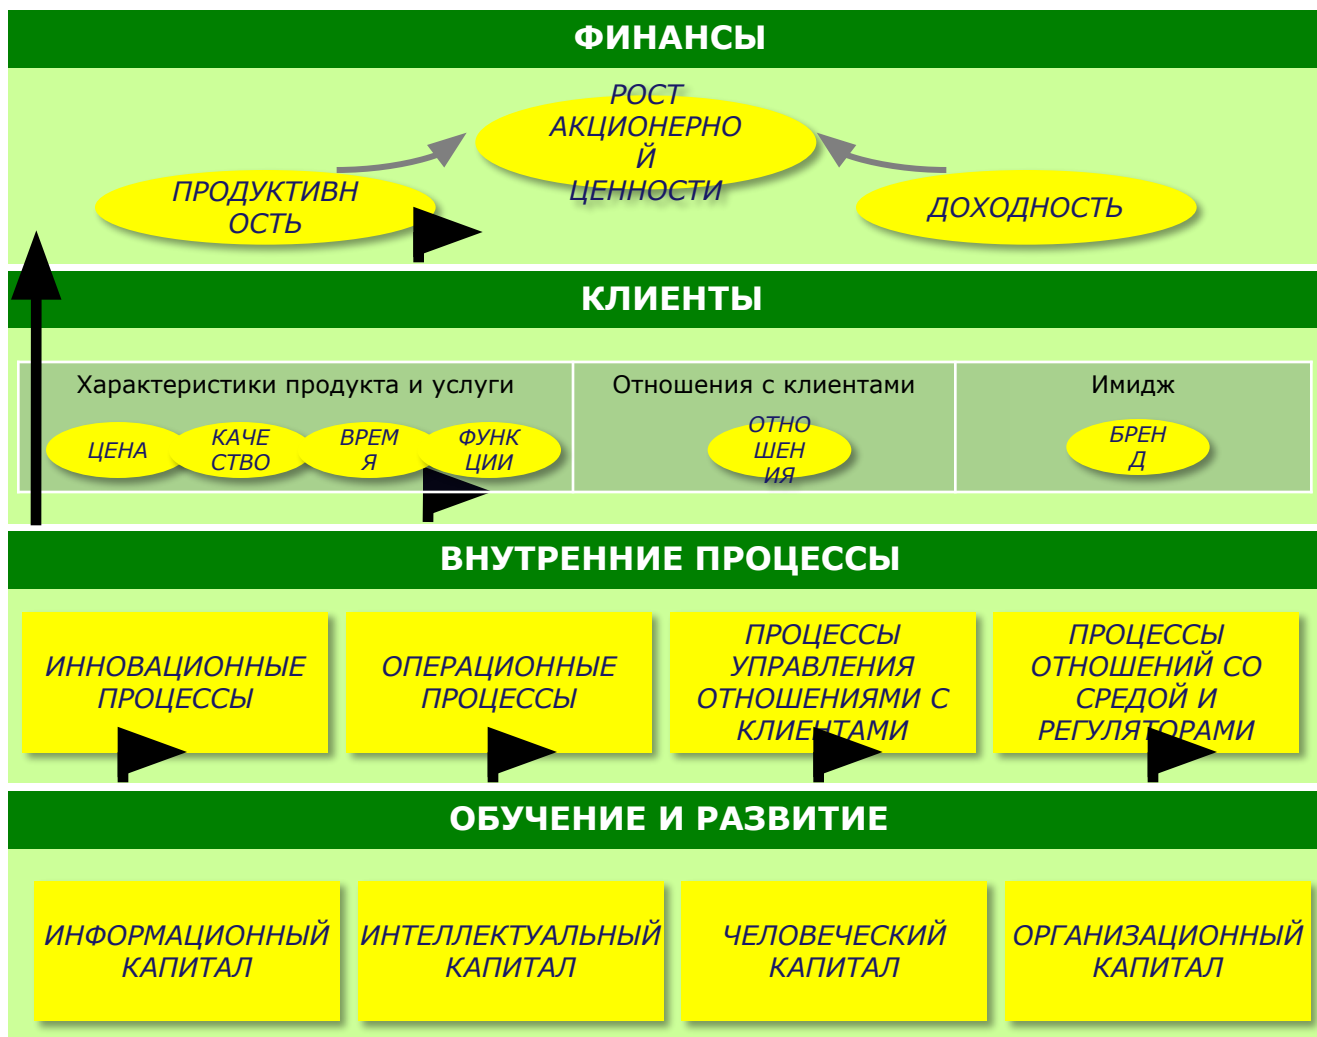 ФИНАНСЫ
РОСТ
АКЦИОНЕРНО
Й
ЦЕННОСТИ
ПРОДУКТИВН
ОСТЬ
ДОХОДНОСТЬ
КЛИЕНТЫ
Характеристики продукта и услуги
Отношения с клиентами
Имидж
ЦЕНА
КАЧЕ
СТВО
ВРЕМ
Я
ФУНК
ЦИИ
ОТНО
ШЕН
ИЯ
БРЕН
Д
ВНУТРЕННИЕ ПРОЦЕССЫ
ИННОВАЦИОННЫЕ
ПРОЦЕССЫ
ОПЕРАЦИОННЫЕ
ПРОЦЕССЫ
ПРОЦЕССЫ
УПРАВЛЕНИЯ
ОТНОШЕНИЯМИ С
КЛИЕНТАМИ
ПРОЦЕССЫ
ОТНОШЕНИЙ СО
СРЕДОЙ И
РЕГУЛЯТОРАМИ
ОБУЧЕНИЕ И РАЗВИТИЕ
ИНФОРМАЦИОННЫЙ
КАПИТАЛ
ИНТЕЛЛЕКТУАЛЬНЫЙ
КАПИТАЛ
ЧЕЛОВЕЧЕСКИЙ
КАПИТАЛ
ОРГАНИЗАЦИОННЫЙ
КАПИТАЛ